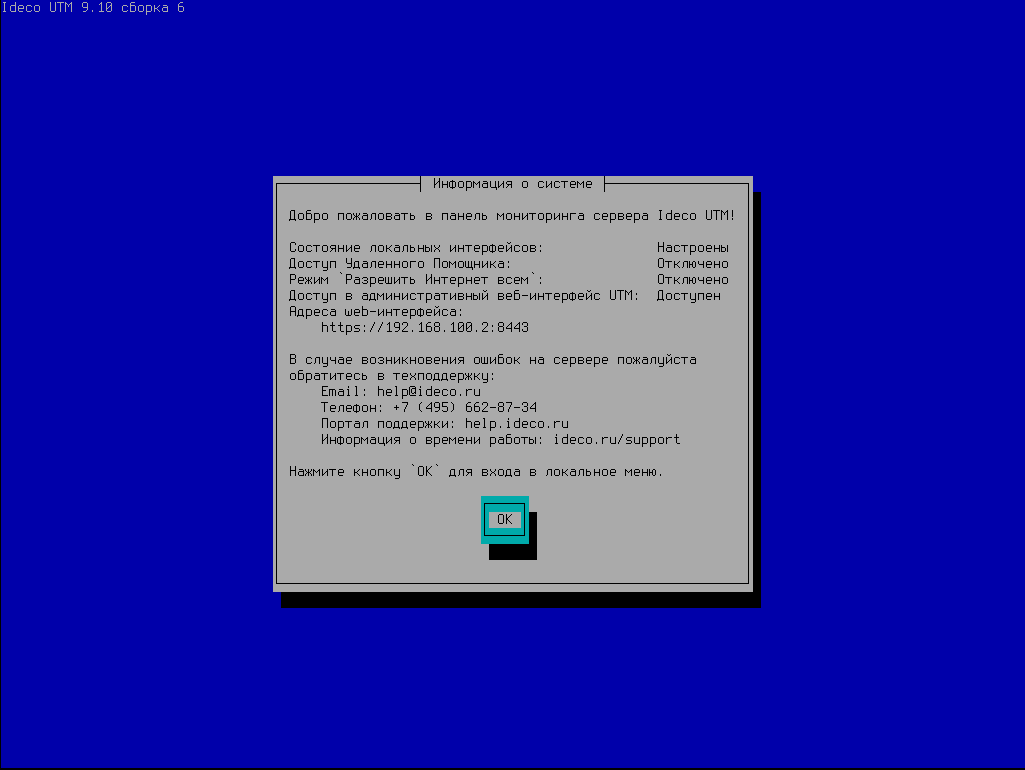 Ideco UTM 9.10 сборка 6
Информация о системе
Добро пожаловать в панель мониторинга сервера Ideco UTM!
Состояние локальных интерфейсов: Настроены
Доступ Удаленного Помощника: Отключено
Режим `Разрешить Интернет всем`: Отключено
Доступ в административный веб-интерфейс UTM: Доступен
Адреса web-интерфейса:
https://192.168.100.2:8443
В случае возникновения ошибок на сервере пожалуйста
обратитесь в техподдержку:
Email: help@ideco.ru
Телефон: +7 (495) 662-87-34
Портал поддержки: help.ideco.ru
Информация о времени работы: ideco.ru/support
Нажмите кнопку `OK` для входа в локальное меню.
OK